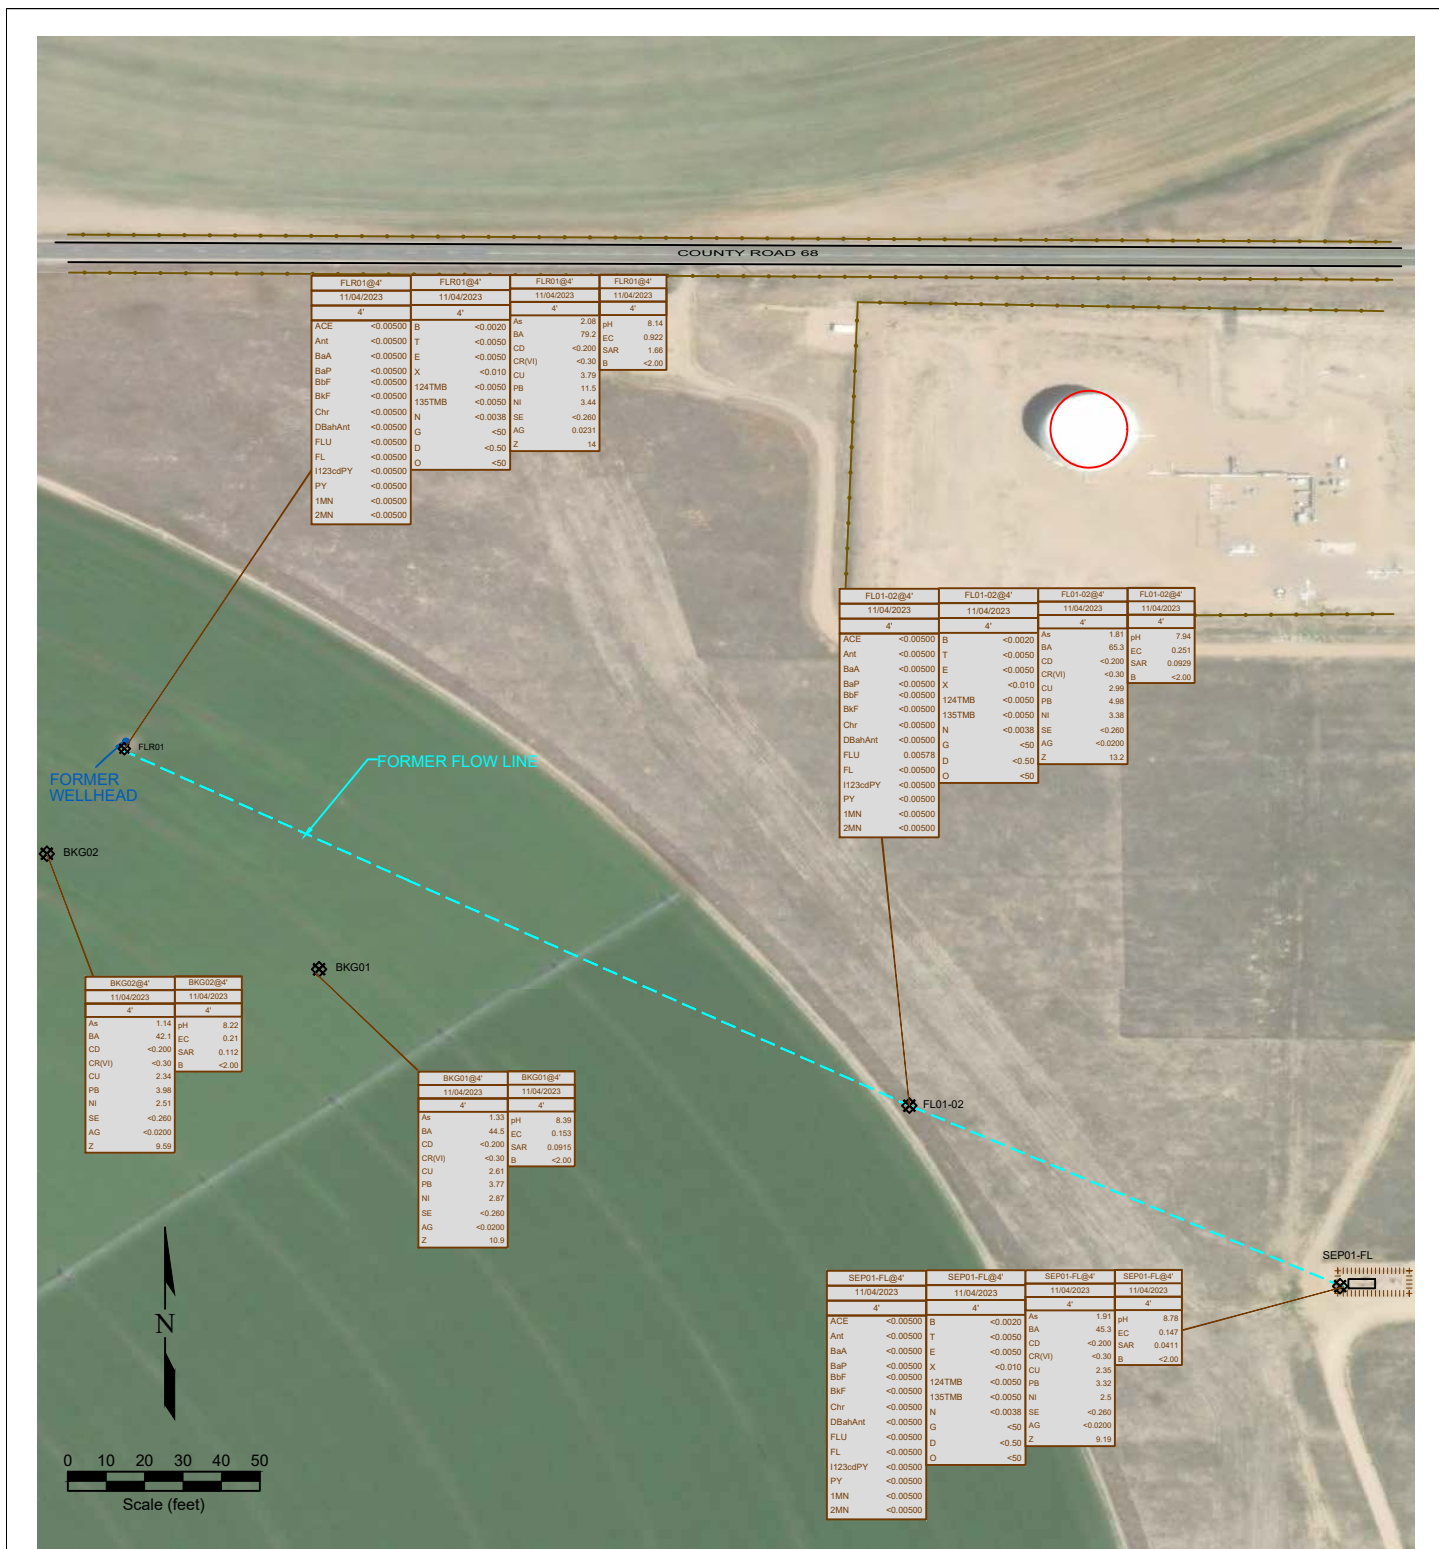 COUNTY ROAD 68
FLR01@4' FLR01@4' FLR01@4' FLR01@4'
11/04/2023 11/04/2023 11/04/2023 11/04/2023
4' 4' 4' 4'
ACE <0.00500
Ant <0.00500
BaA <0.00500
BaP <0.00500
BbF <0.00500
BkF <0.00500
Chr <0.00500
DBahAnt <0.00500
FLU <0.00500
FL <0.00500
I123cdPY <0.00500
PY <0.00500
1MN <0.00500
2MN <0.00500
B <0.0020
T <0.0050
E <0.0050
X <0.010
124TMB <0.0050
135TMB <0.0050
N <0.0038
G <50
D <0.50
O <50
As 2.08
BA 79.2
CD <0.200
CR(VI) <0.30
CU 3.79
PB 11.5
NI 3.44
SE <0.260
AG 0.0231
Z 14
pH 8.14
EC 0.922
SAR 1.66
B <2.00
FL01-02@4' FL01-02@4' FL01-02@4' FL01-02@4'
11/04/2023 11/04/2023 11/04/2023 11/04/2023
4' 4' 4' 4'
ACE <0.00500
Ant <0.00500
BaA <0.00500
BaP <0.00500
BbF <0.00500
BkF <0.00500
Chr <0.00500
DBahAnt <0.00500
FLU 0.00578
FL <0.00500
I123cdPY <0.00500
PY <0.00500
1MN <0.00500
2MN <0.00500
B <0.0020
T <0.0050
E <0.0050
X <0.010
124TMB <0.0050
135TMB <0.0050
N <0.0038
G <50
D <0.50
O <50
As 1.81
BA 65.3
CD <0.200
CR(VI) <0.30
CU 2.99
PB 4.98
NI 3.38
SE <0.260
AG <0.0200
Z 13.2
pH 7.94
EC 0.251
SAR 0.0929
B <2.00
FLR01
FORMER
WELLHEAD
FORMER FLOW LINE
BKG02
BKG01
BKG02@4' BKG02@4'
11/04/2023 11/04/2023
4' 4'
As 1.14
BA 42.1
CD <0.200
CR(VI) <0.30
CU 2.34
PB 3.98
NI 2.51
SE <0.260
AG <0.0200
Z 9.59
pH 8.22
EC 0.21
SAR 0.112
B <2.00
BKG01@4' BKG01@4'
11/04/2023 11/04/2023
4' 4'
As 1.33
BA 44.5
CD <0.200
CR(VI) <0.30
CU 2.61
PB 3.77
NI 2.87
SE <0.260
AG <0.0200
Z 10.9
pH 8.39
EC 0.153
SAR 0.0915
B <2.00
FL01-02
SEP01-FL
SEP01-FL@4' SEP01-FL@4' SEP01-FL@4' SEP01-FL@4'
11/04/2023 11/04/2023 11/04/2023 11/04/2023
4' 4' 4' 4'
ACE <0.00500
Ant <0.00500
BaA <0.00500
BaP <0.00500
BbF <0.00500
BkF <0.00500
Chr <0.00500
DBahAnt <0.00500
FLU <0.00500
FL <0.00500
I123cdPY <0.00500
PY <0.00500
1MN <0.00500
2MN <0.00500
B <0.0020
T <0.0050
E <0.0050
X <0.010
124TMB <0.0050
135TMB <0.0050
N <0.0038
G <50
D <0.50
O <50
As 1.91
BA 45.3
CD <0.200
CR(VI) <0.30
CU 2.35
PB 3.32
NI 2.5
SE <0.260
AG <0.0200
Z 9.19
pH 8.78
EC 0.147
SAR 0.0411
B <2.00
N
0 10 20 30 40 50
Scale (feet)